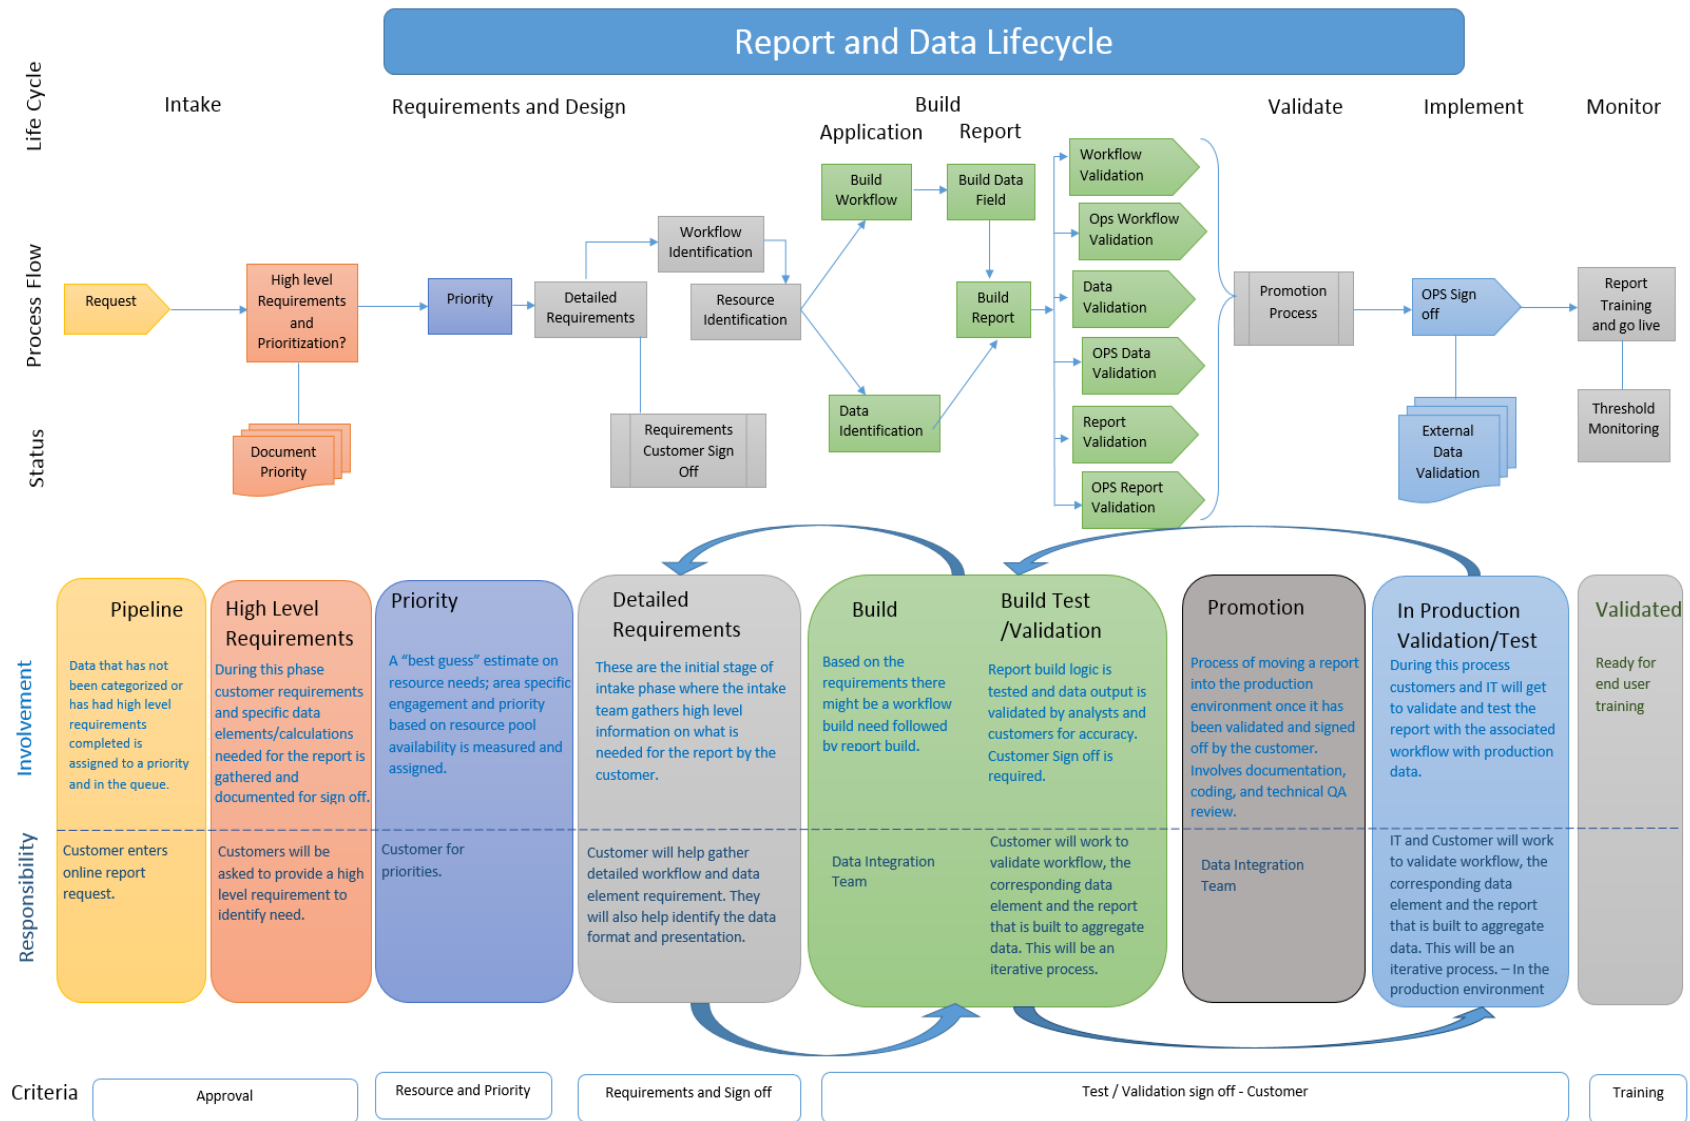 Report and Data Lifecycle
Life Cycle
Intake
Requirements and Design
Build
Application
Report
Validate
Implement
Monitor
Process Flow
Status
Request
High level
Requirements
and
Prioritization?
Document
Priority
Priority
Detailed
Requirements
Workflow
Identification
Resource
Identification
Requirements
Customer Sign
Off
Build
Workflow
Build Data
Field
Build
Report
Data
Identification
Workflow
Validation
Ops Workflow
Validation
Data
Validation
OPS Data
Validation
Report
Validation
OPS Report
Validation
Promotion
Process
OPS Sign
off
External
Data
Validation
Report
Training
and go live
Threshold
Monitoring
Involvement
Responsibility
Pipeline
Data that has not
been categorized or
has had high level
requirements
completed is
assigned to a priority
and in the queue.
Customer enters
online report
request.
High Level
Requirements
During this phase
customer requirements
and specific data
elements/calculations
needed for the report is
gathered and
documented for sign off.
Customers will be
asked to provide a high
level requirement to
identify need.
Priority
A “best guess” estimate on
resource needs; area specific
engagement and priority
based on resource pool
availability is measured and
assigned.
Customer for
priorities.
Detailed
Requirements
These are the initial stage of
intake phase where the intake
team gathers high level
information on what is
needed for the report by the
customer.
Customer will help gather
detailed workflow and data
element requirement. They
will also help identify the data
format and presentation.
Build
Based on the
requirements there
might be a workflow
build need followed
by report build.
Data Integration
Team
Build Test
/Validation
Report build logic is
tested and data output is
validated by analysts and
customers for accuracy.
Customer Sign off is
required.
Customer will work to
validate workflow, the
corresponding data
element and the report
that is built to aggregate
data. This will be an
iterative process.
Promotion
Process of moving a report
into the production
environment once it has
been validated and signed
off by the customer.
Involves documentation,
coding, and technical QA
review.
Data Integration
Team
In Production
Validation/Test
During this process
customers and IT will get
to validate and test the
report with the associated
workflow with production
data.
IT and Customer will work
to validate workflow, the
corresponding data
element and the report
that is built to aggregate
data. This will be an
iterative process. – In the
production environment
Validated
Ready for
end user
training
Criteria
Approval
Resource and Priority
Requirements and Sign off
Test / Validation sign off - Customer
Training